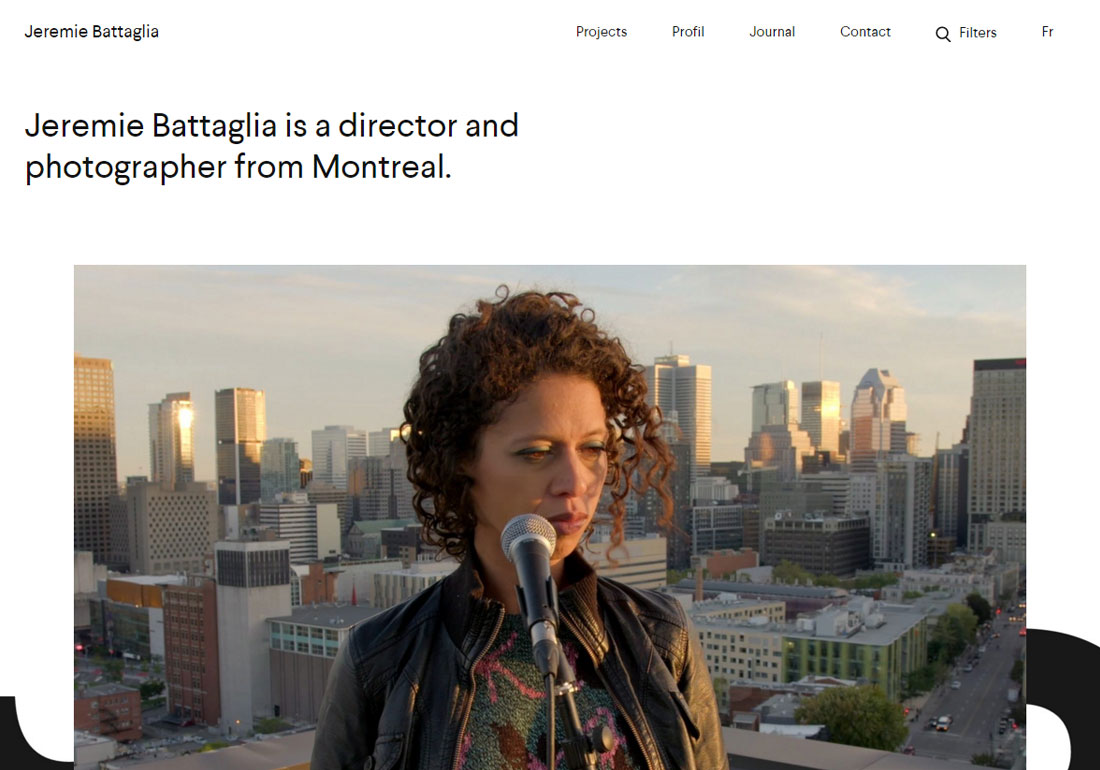 Jeremie Battaglia
Projects
Profil
Journal
Contact
Filters
Fr
Jeremie Battaglia is a director and
photographer from Montreal.